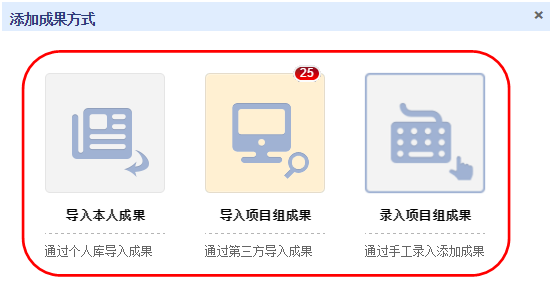 添加成果方式
25
导入本人成果
导入项目组成果
录入项目组成果
通过个人库导入成果
通过第三方导入成果
通过手工录入添加成果